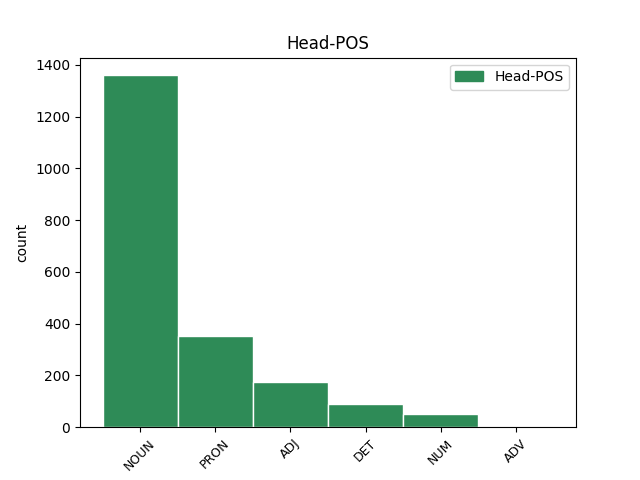 Head-POS
Head-POS
1400
1200
1000
800
600
400
200
0
count
NOUN
PRON
ADJ
DET
NUM
ADV